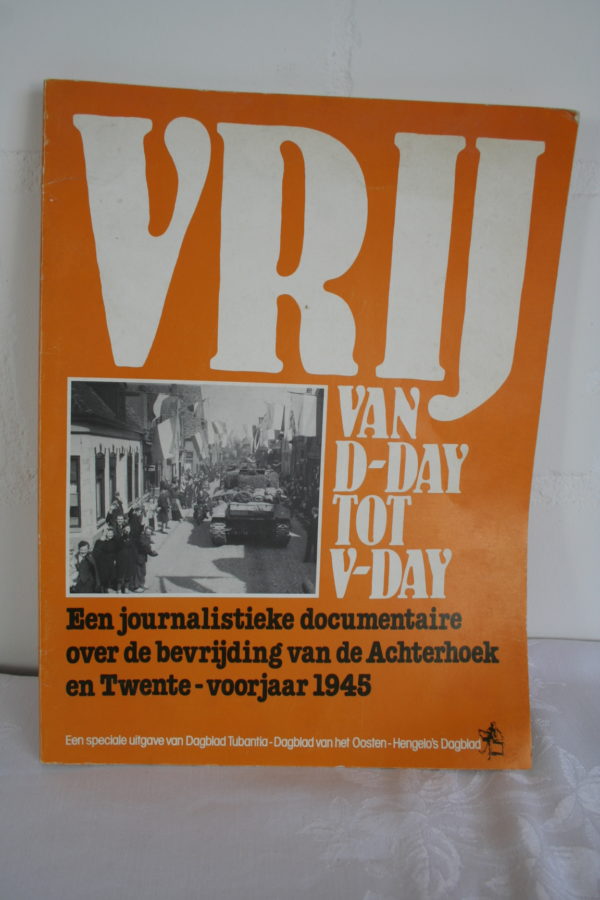 VRIJ
VAN
D-DAY
TOT
V-DAY
Een journalistieke documentaire
over de bevrijding van de Achterhoek
en Twente - voorjaar 1945
Een speciale uitgave van Dagblad Tubantia - Dagblad van het Oosten - Hengelo's Dagblad